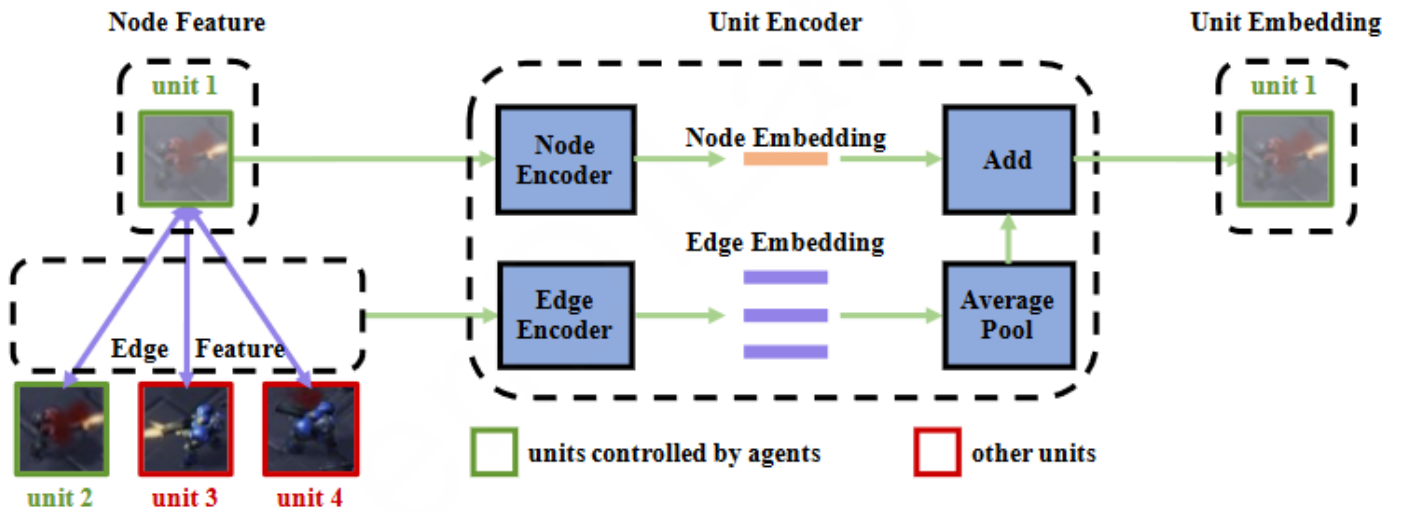 Node Feature
Unit Encoder
Unit Embedding
unit 1
unit 1
Node
Encoder
Node Embedding
Add
Edge Embedding
Edge
Encoder
Average
Pool
Edge Feature
units controlled by agents
other units
unit 2
unit 3
unit 4